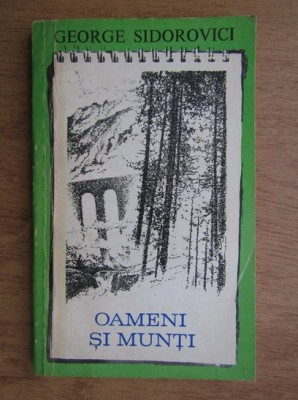 GEORGE SIDOROVICI
OAMENI
ȘI MUNȚI